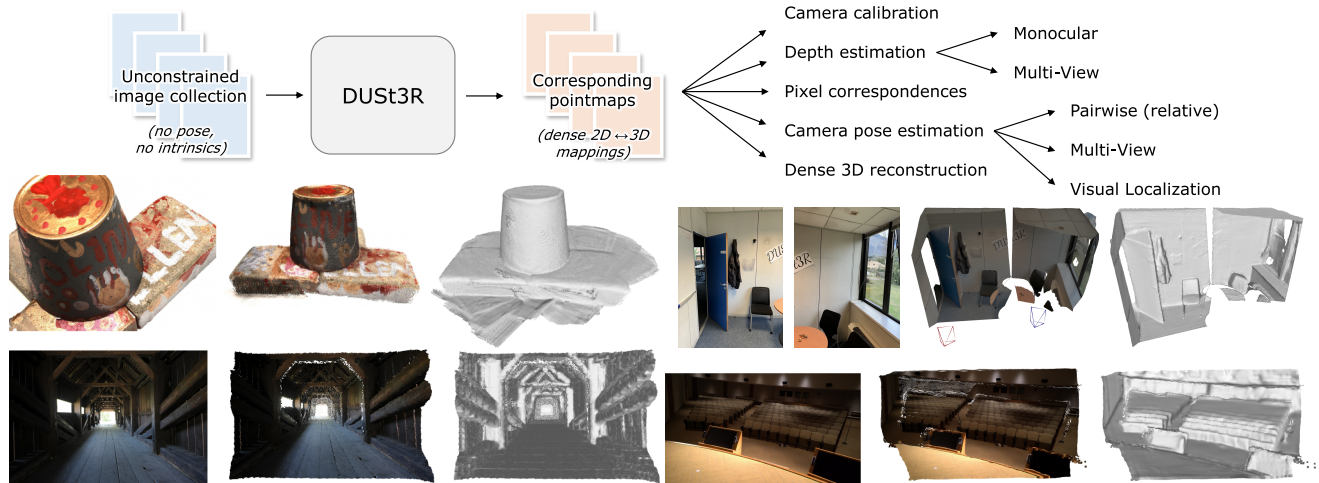 Unconstrained
image collection
(no pose,
no intrinsics)
DUSt3R
Corresponding
pointmaps
(dense 2D ↔3D
mappings)
Camera calibration
Depth estimation
Monocular
Multi-View
Pixel correspondences
Camera pose estimation
Pairwise (relative)
Multi-View
Visual Localization
Dense 3D reconstruction